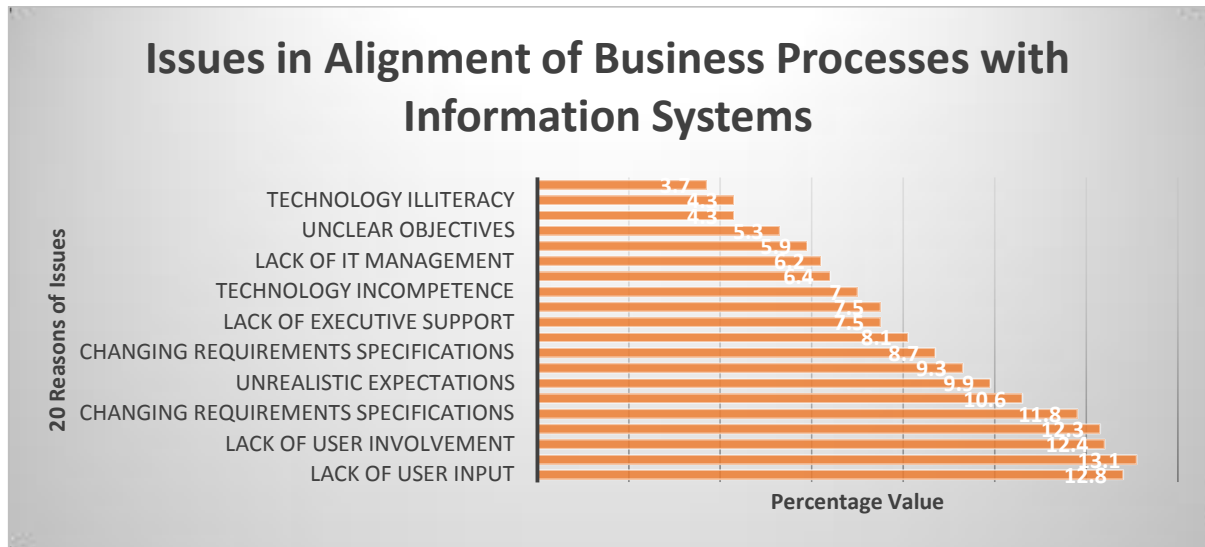 Issues in Alignment of Business Processes with
Information Systems
20 Reasons of Issues
3.7
TECHNOLOGY ILLITERACY 4.3
4.3
UNCLEAR OBJECTIVES 5.3
5.9
LACK OF IT MANAGEMENT 6.2
6.4
TECHNOLOGY INCOMPETENCE 7
7.5
LACK OF EXECUTIVE SUPPORT 7.5
8.1
CHANGING REQUIREMENTS SPECIFICATIONS 8.7
9.3
UNREALISTIC EXPECTATIONS 9.9
10.6
CHANGING REQUIREMENTS SPECIFICATIONS 11.8
12.3
LACK OF USER INVOLVEMENT 12.4
13.1
LACK OF USER INPUT 12.8
Percentage Value